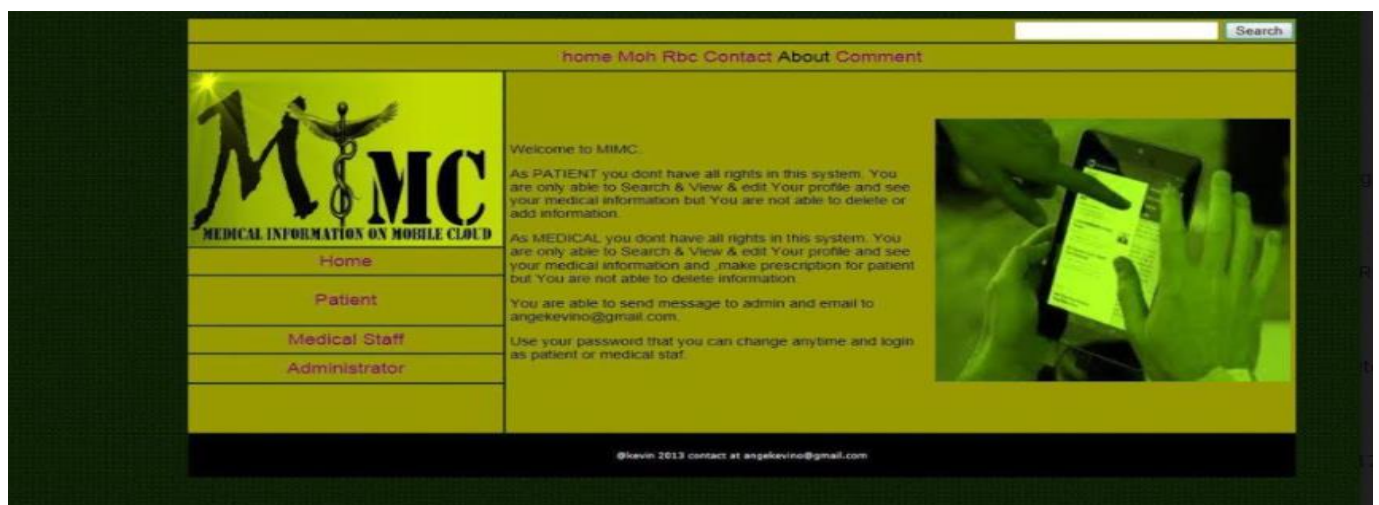 Search
home Moh Rbc Contact About Comment
MiMC
MEDICAL INFORMATION ON MOBILE CLOUD
Home
Patient
Medical Staff
Administrator
Welcome to MIMC.
As PATIENT you dont have all rights in this system. You
are only able to Search & View & edit Your profile and see
your medical information but You are not able to delete or
add information.
As MEDICAL you dont have all rights in this system. You
are only able to Search & View & edit Your profile and see
your medical information and ,make prescription for patient
but You are not able to delete information.
You are able to send message to admin and email to
angekevino@gmail.com.
Use your password that you can change anytime and login
as patient or medical staf.
@kevin 2013 contact at angekevino@gmail.com